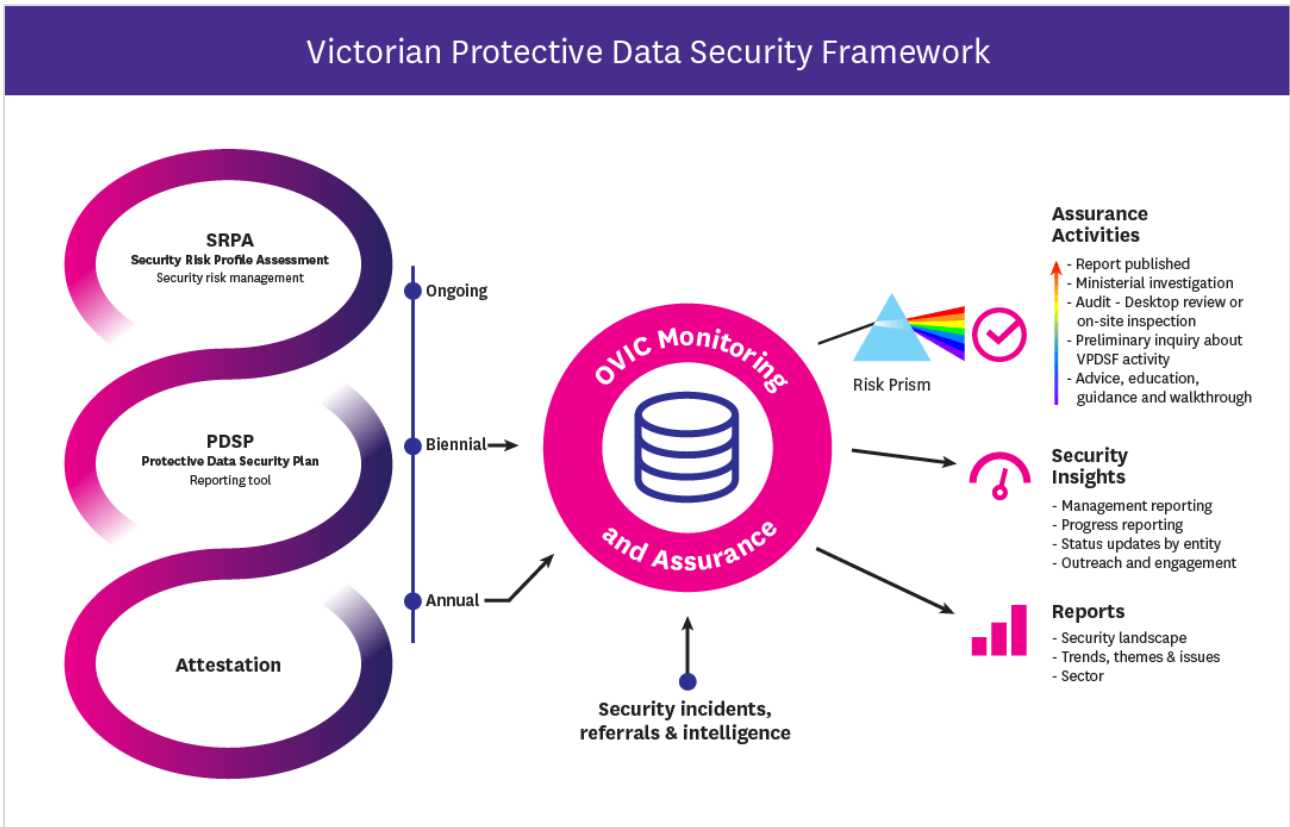 Victorian Protective Data Security Framework
SRPA
Security Risk Profile Assessment
Security risk management
PDSP
Protective Data Security Plan
Reporting tool
Attestation
Ongoing
Biennial
Annual
OVIC Monitoring
and Assurance
Security incidents,
referrals & intelligence
Risk Prism
Assurance
Activities
- Report published
- Ministerial investigation
- Audit - Desktop review or
on-site inspection
- Preliminary inquiry about
VPDSF activity
- Advice, education,
guidance and walkthrough
Security
Insights
- Management reporting
- Progress reporting
- Status updates by entity
- Outreach and engagement
Reports
- Security landscape
- Trends, themes & issues
- Sector